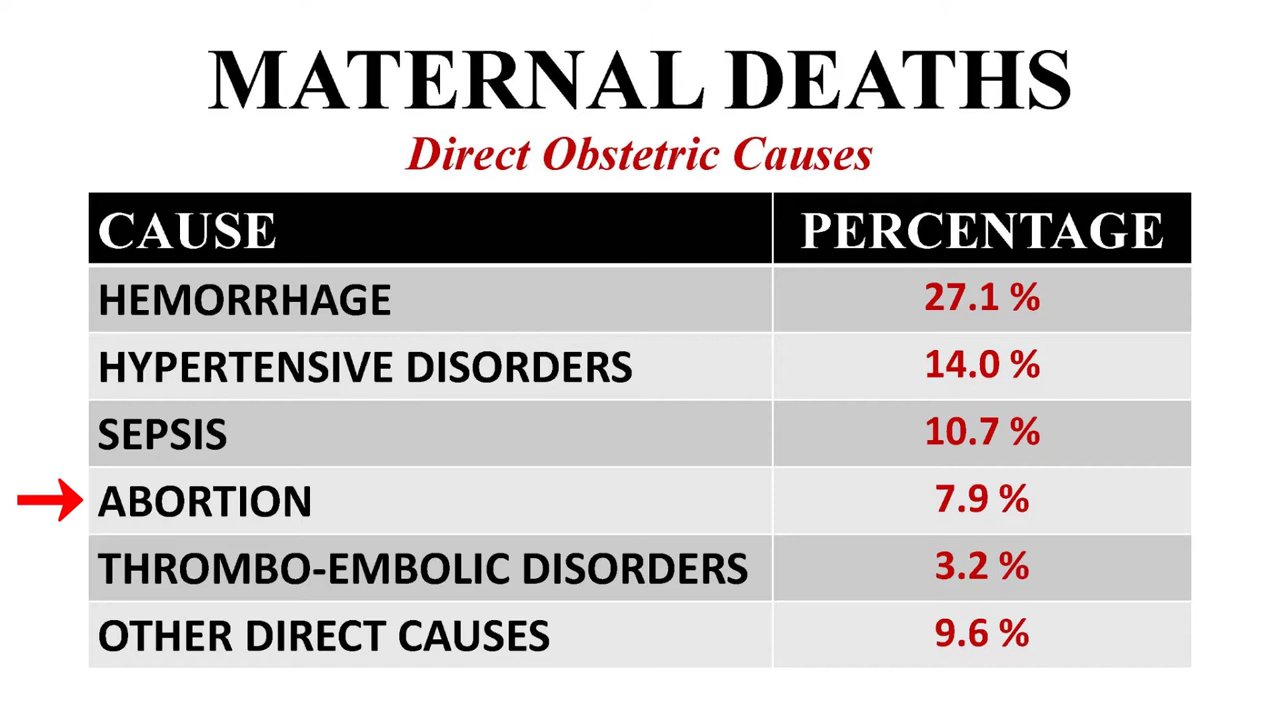 MATERNAL DEATHS
Direct Obstetric Causes
CAUSE PERCENTAGE
HEMORRHAGE 27.1 %
HYPERTENSIVE DISORDERS 14.0 %
SEPSIS 10.7 %
ABORTION 7.9 %
THROMBO-EMBOLIC DISORDERS 3.2 %
OTHER DIRECT CAUSES 9.6 %